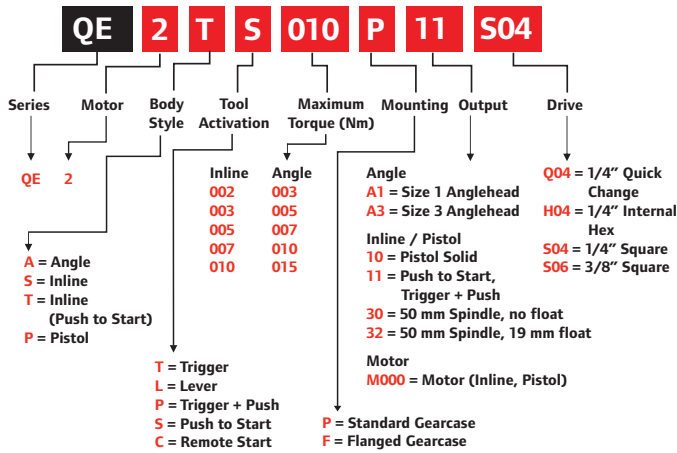 QE 2 T S 010 P 11 S04
Series Motor Body Style Tool Activation Maximum Torque (Nm) Mounting Output Drive
QE 2
A = Angle
S = Inline
T = Inline
(Push to Start)
P = Pistol
T = Trigger
L = Lever
P = Trigger + Push
S = Push to Start
C = Remote Start
Inline Angle
002 003
003 005
005 007
007 010
010 015
P = Standard Gearcase
F = Flanged Gearcase
Angle
A1 = Size 1 Anglehead
A3 = Size 3 Anglehead
Inline / Pistol
10 = Pistol Solid
11 = Push to Start,
Trigger + Push
30 = 50 mm Spindle, no float
32 = 50 mm Spindle, 19 mm float
Motor
M000 = Motor (Inline, Pistol)
Q04 = 1/4″ Quick
Change
H04 = 1/4″ Internal
Hex
S04 = 1/4″ Square
S06 = 3/8″ Square